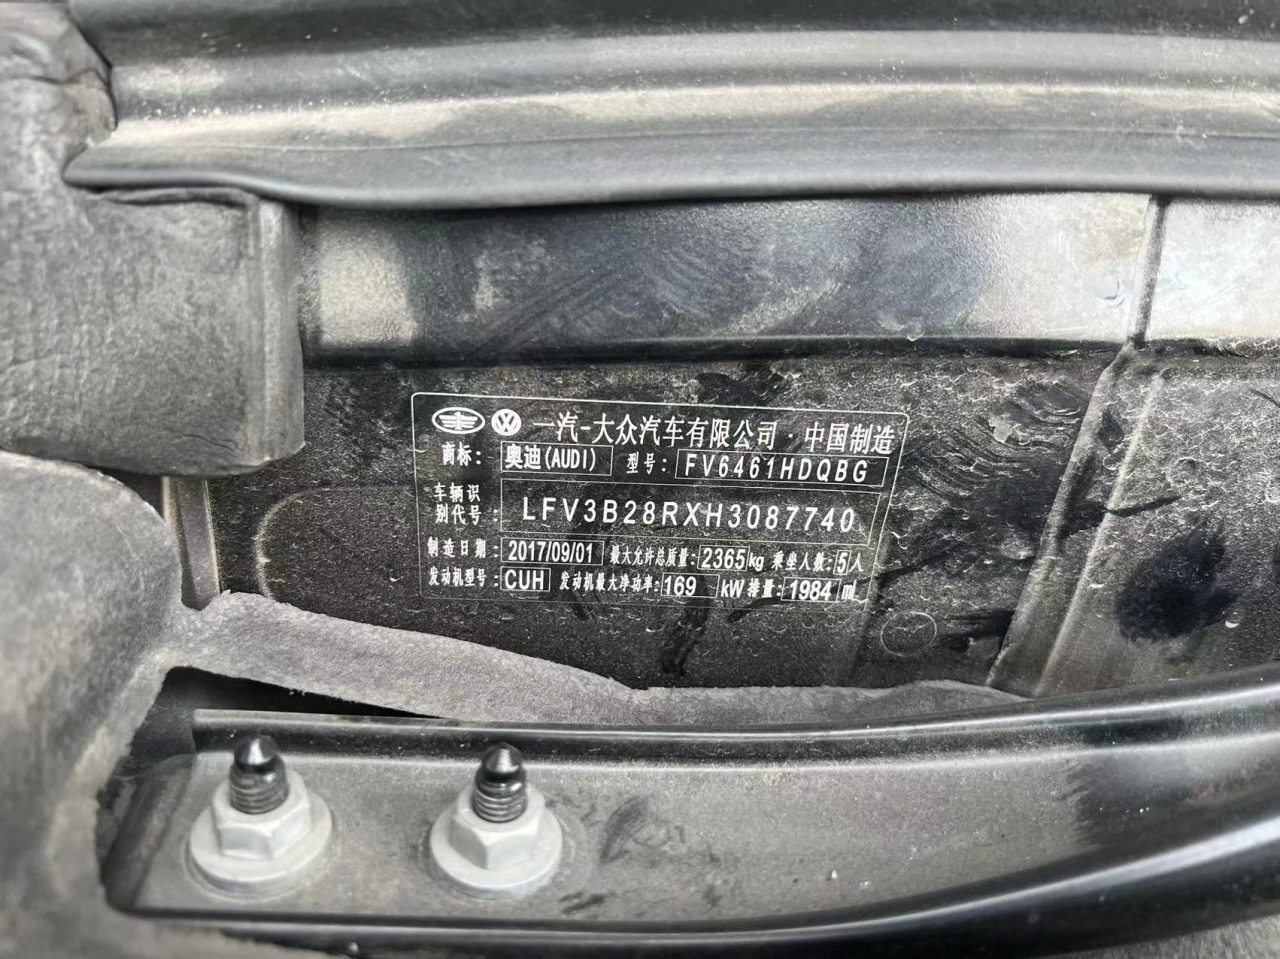 一汽-大众汽车有限公司·中国制造
商标：奥迪(AUDI) 型号：FV6461HDQBG
车辆识
别代号：LFV3B28RXH3087740
制造日期：2017/09/01 最大允许总质量：2365kg 乘坐人数：5人
发动机型号：CUH 发动机最大净功率：169 kW 排量：1984 ml